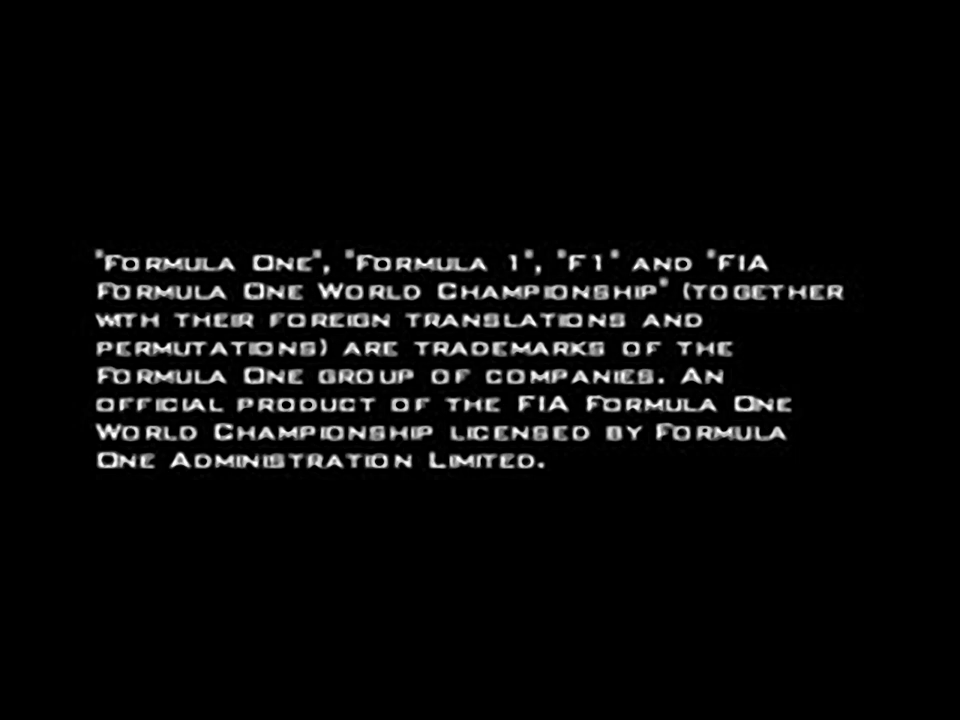 "Formula One", "Formula 1", "F1" and "FIA
Formula One World Championship" (together
with their foreign translations and
permutations) are trademarks of the
Formula One group of companies. An
official product of the FIA Formula One
World Championship licensed by Formula
One Administration Limited.